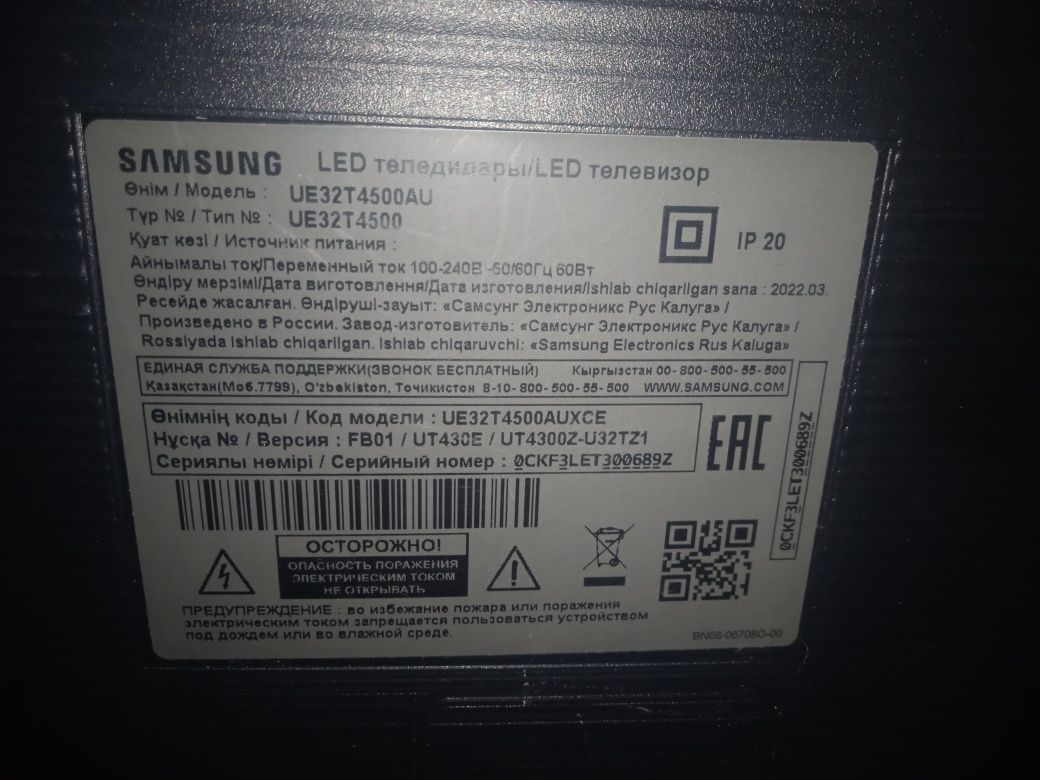 SAMSUNG LED теледидары/LED телевизор
Өнім / Модель : UE32T4500AU
Түр № / Тип № : UE32T4500
Қуат көзі / Источник питания :
IP 20
Айнымалы ток/Переменный ток 100-240В ~50/60Гц 60Вт
Өндіру мерзімі/Дата виготовлення/Дата изготовления/Ishlab chiqarilgan sana : 2022.03.
Ресейде жасалған. Өндіруші-зауыт: «Самсунг Электроникс Рус Калуга» /
Произведено в России. Завод-изготовитель: «Самсунг Электроникс Рус Калуга» /
Rossiyada ishlab chiqarilgan. Ishlab chiqaruvchi: «Samsung Electronics Rus Kaluga»
ЕДИНАЯ СЛУЖБА ПОДДЕРЖКИ(ЗВОНОК БЕСПЛАТНЫЙ) Кыргызстан 00-800-500-55-500
Қазақстан(Моб.7799), O'zbekiston, Тоҷикистон 8-10-800-500-55-500 WWW.SAMSUNG.COM
Өнімнің коды / Код модели : UE32T4500AUXCE
Нұсқа № / Версия : FB01 / UT430E / UT4300Z-U32TZ1
Сериялы нөмірі / Серийный номер : 0CKF3LET300689Z
EAC
0CKF3LET300689Z
ОСТОРОЖНО!
ОПАСНОСТЬ ПОРАЖЕНИЯ
ЭЛЕКТРИЧЕСКИМ ТОКОМ
НЕ ОТКРЫВАТЬ
ПРЕДУПРЕЖДЕНИЕ : во избежание пожара или поражения
электрическим током запрещается пользоваться устройством
под дождем или во влажной среде.
BN68-06708G-00